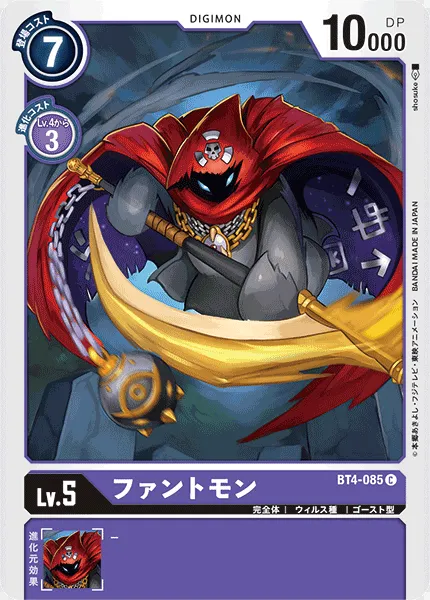 DIGIMON
登場コスト
7
10000
DP
進化コスト
Lv.4から
3
shosuke
© 本郷あきよし・フジテレビ・東映アニメーション BANDAI MADE IN JAPAN
BT4-085 C
Lv.5
ファントモン
完全体 | ウィルス種 | ゴースト型
進化元効果
–